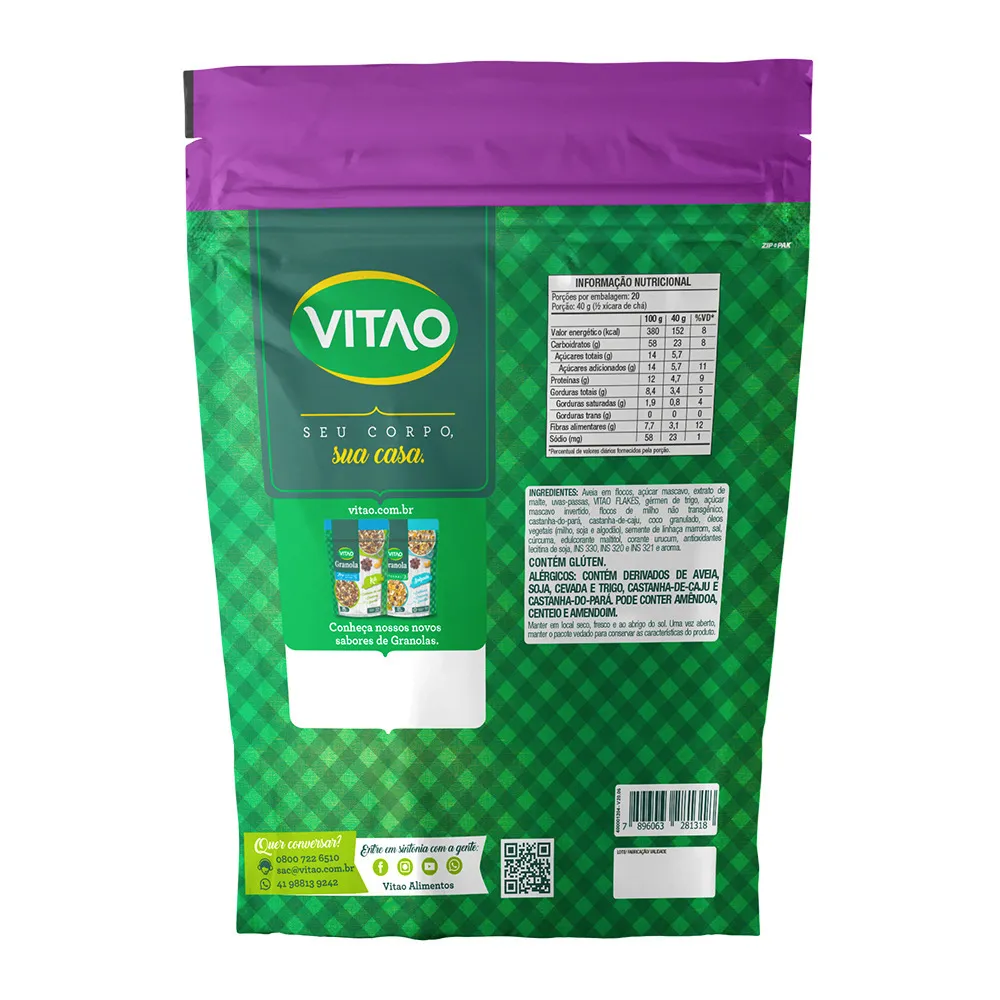 ZIP PAK
VITAO
SEU CORPO,
sua casa.
vitao.com.br
VITAO
Granola
VITAO
Granola
Conheça nossos novos
sabores de Granolas.
INFORMAÇÃO NUTRICIONAL
Porções por embalagem: 20
Porção: 40 g (½ xícara de chá)
100 g 40 g %VD*
Valor energético (kcal) 380 152 8
Carboidratos (g) 58 23 8
Açúcares totais (g) 14 5,7
Açúcares adicionados (g) 14 5,7 11
Proteínas (g) 12 4,7 9
Gorduras totais (g) 8,4 3,4 5
Gorduras saturadas (g) 1,9 0,8 4
Gorduras trans (g) 0 0 0
Fibras alimentares (g) 7,7 3,1 12
Sódio (mg) 58 23 1
*Percentual de valores diários fornecidos pela porção.
INGREDIENTES: Aveia em flocos, açúcar mascavo, extrato de
malte, uvas-passas, VITAO FLAKES, gérmen de trigo, açúcar
mascavo invertido, flocos de milho não transgênico,
castanha-do-pará, castanha-de-caju, coco granulado, óleos
vegetais (milho, soja e algodão), semente de linhaça marrom, sal,
cúrcuma, edulcorante maltitol, corante urucum, antioxidantes
lecitina de soja, INS 330, INS 320 e INS 321 e aroma.
CONTÉM GLÚTEN.
ALÉRGICOS: CONTÉM DERIVADOS DE AVEIA,
SOJA, CEVADA E TRIGO, CASTANHA-DE-CAJU E
CASTANHA-DO-PARÁ. PODE CONTER AMÊNDOA,
CENTEIO E AMENDOIM.
Manter em local seco, fresco e ao abrigo do sol. Uma vez aberto,
manter o pacote vedado para conservar as características do produto.
7 896063 281318
LOTE/ FABRICAÇÃO/ VALIDADE
Quer conversar?
0800 722 6510
sac@vitao.com.br
41 98813 9242
Entre em sintonia com a gente:
Vitao Alimentos